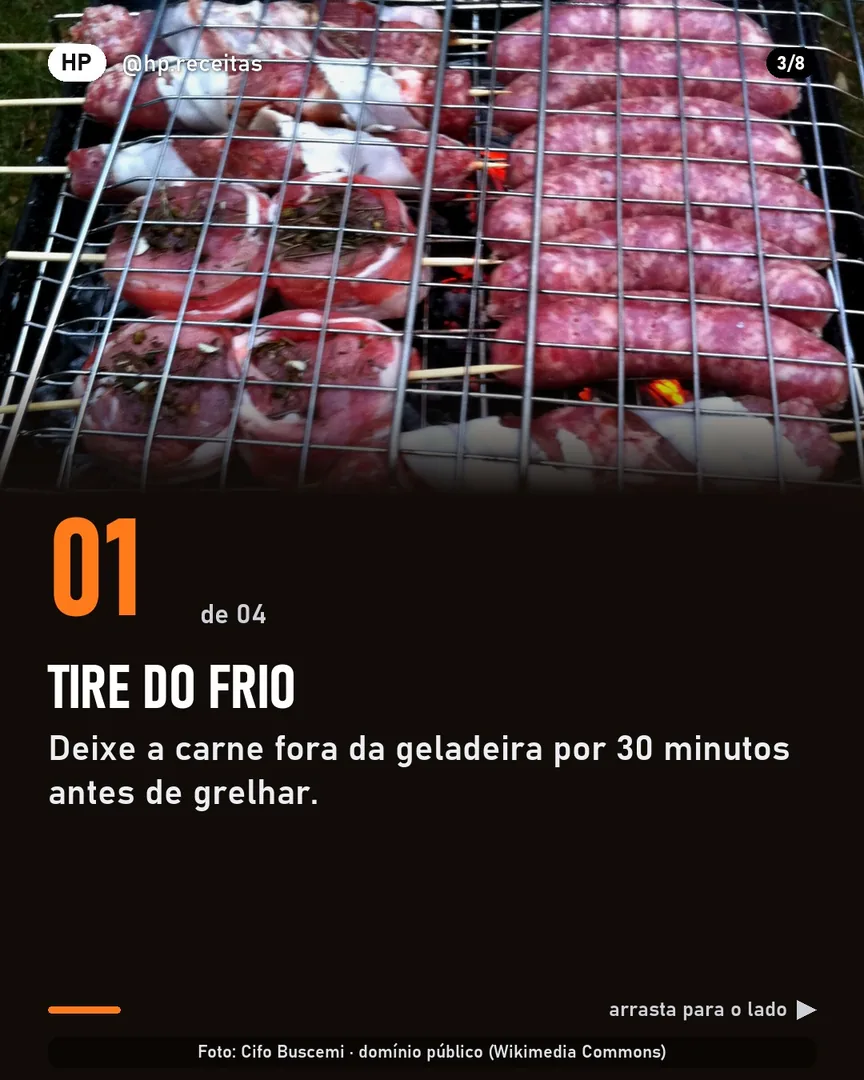 HP @hp.receitas 3/8
01 de 04
TIRE DO FRIO
Deixe a carne fora da geladeira por 30 minutos
antes de grelhar.
arrasta para o lado ▶
Foto: Cifo Buscemi · domínio público (Wikimedia Commons)